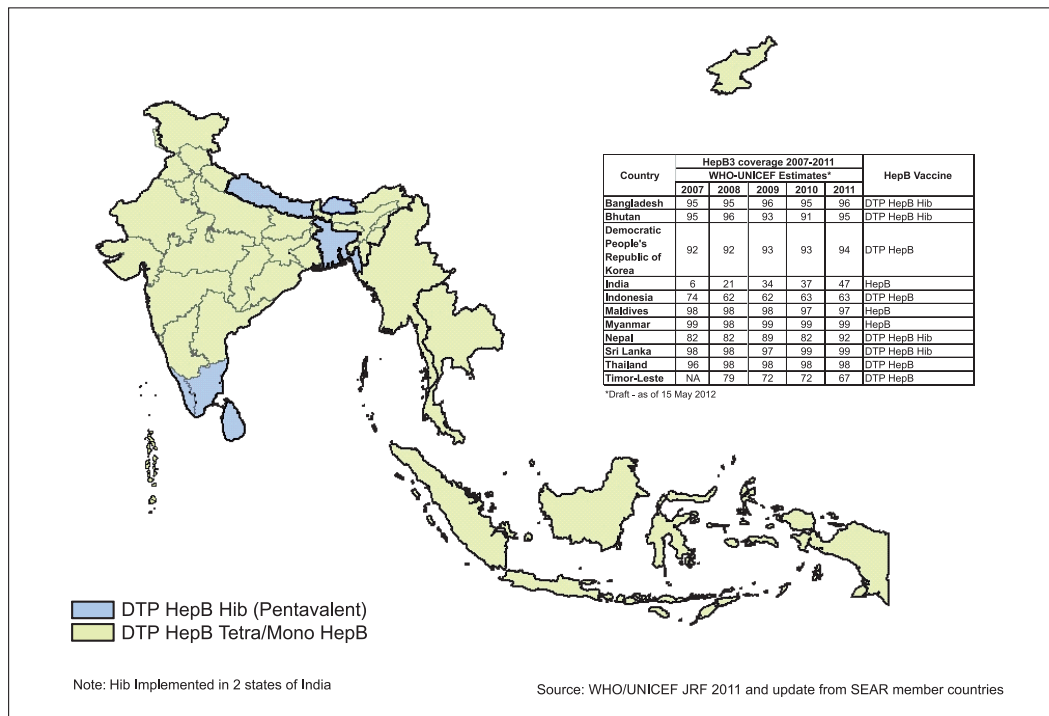 HepB3 coverage 2007-2011
Country WHO-UNICEF Estimates* HepB Vaccine
2007 2008 2009 2010 2011
Bangladesh 95 95 96 95 96 DTP HepB Hib
Bhutan 95 96 93 91 95 DTP HepB Hib
Democratic
People's
Republic of
Korea
92 92 93 93 94 DTP HepB
India 6 21 34 37 47 HepB
Indonesia 74 62 62 63 63 DTP HepB
Maldives 98 98 98 97 97 HepB
Myanmar 99 98 99 99 99 HepB
Nepal 82 82 89 82 92 DTP HepB Hib
Sri Lanka 98 98 97 99 99 DTP HepB Hib
Thailand 96 98 98 98 98 DTP HepB
Timor-Leste NA 79 72 72 67 DTP HepB
*Draft - as of 15 May 2012
DTP HepB Hib (Pentavalent)
DTP HepB Tetra/Mono HepB
Note: Hib Implemented in 2 states of India
Source: WHO/UNICEF JRF 2011 and update from SEAR member countries